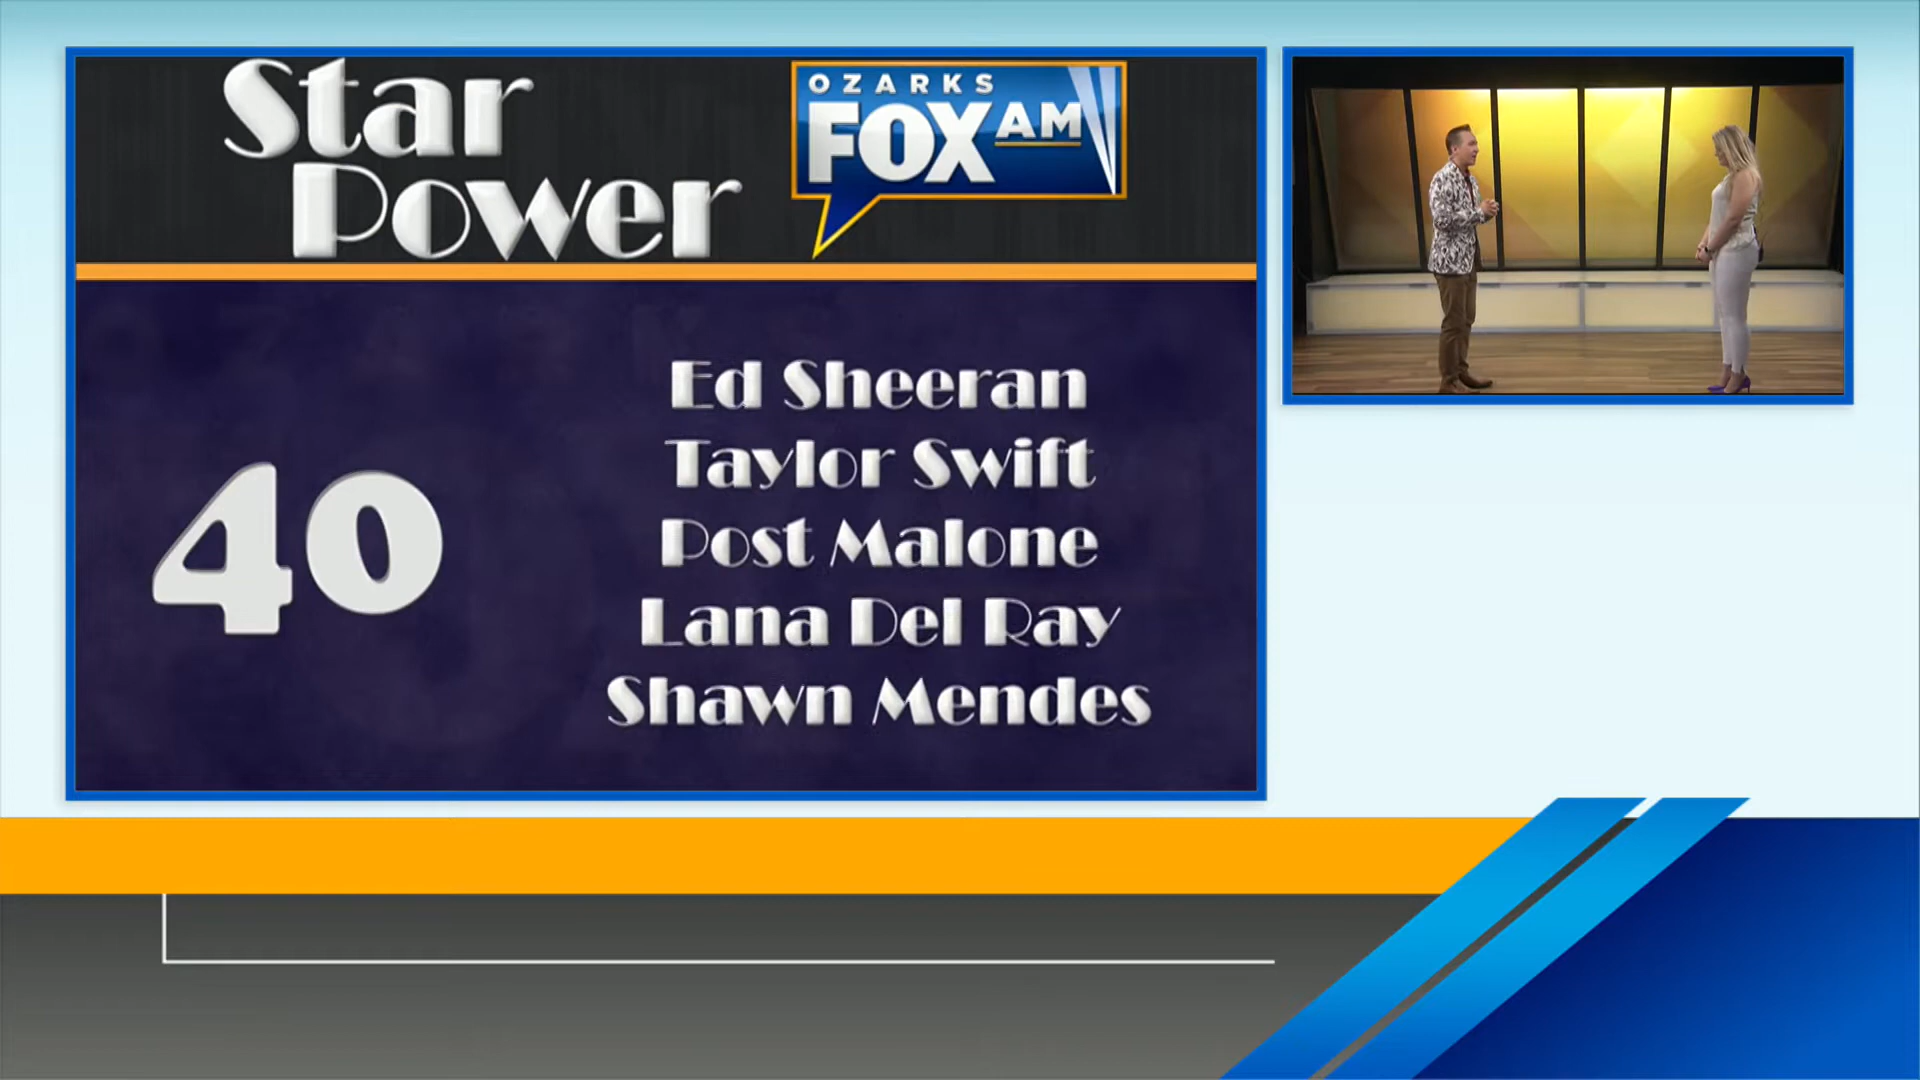 Star
Power
OZARKS
FOX AM
40
Ed Sheeran
Taylor Swift
Post Malone
Lana Del Ray
Shawn Mendes